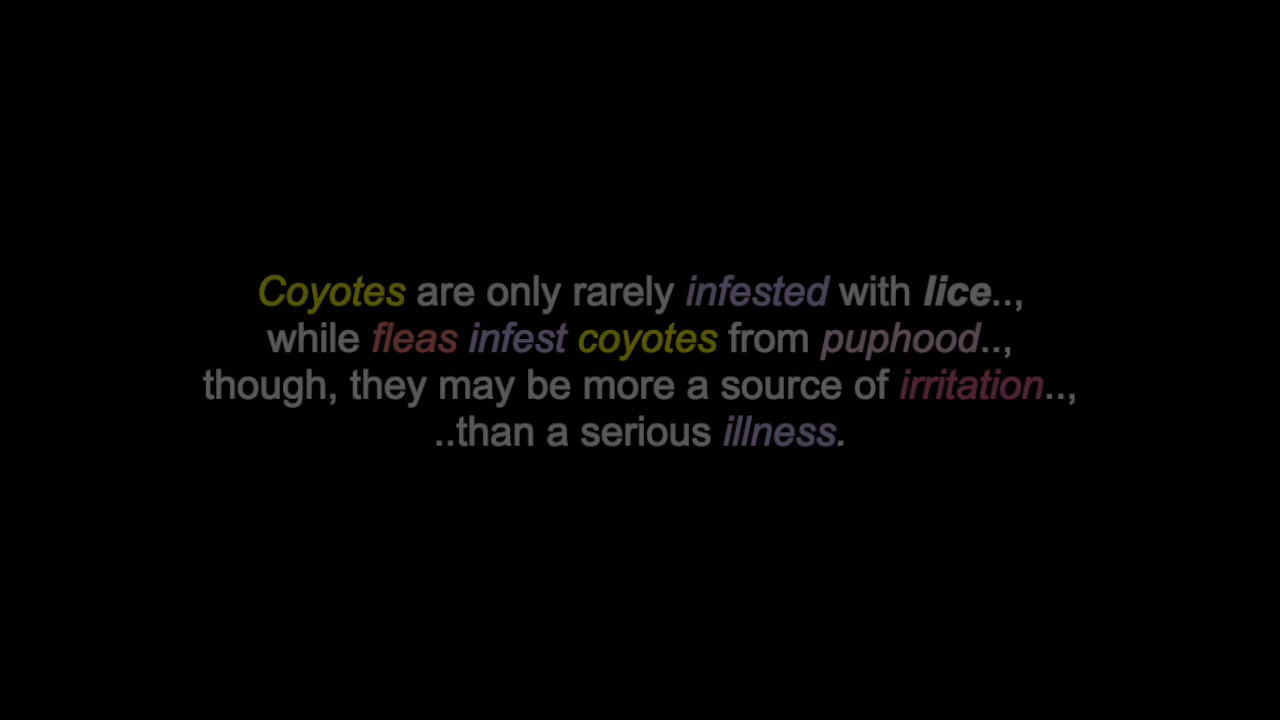 Coyotes are only rarely infested with lice..,
while fleas infest coyotes from puphood..,
though, they may be more a source of irritation..,
..than a serious illness.